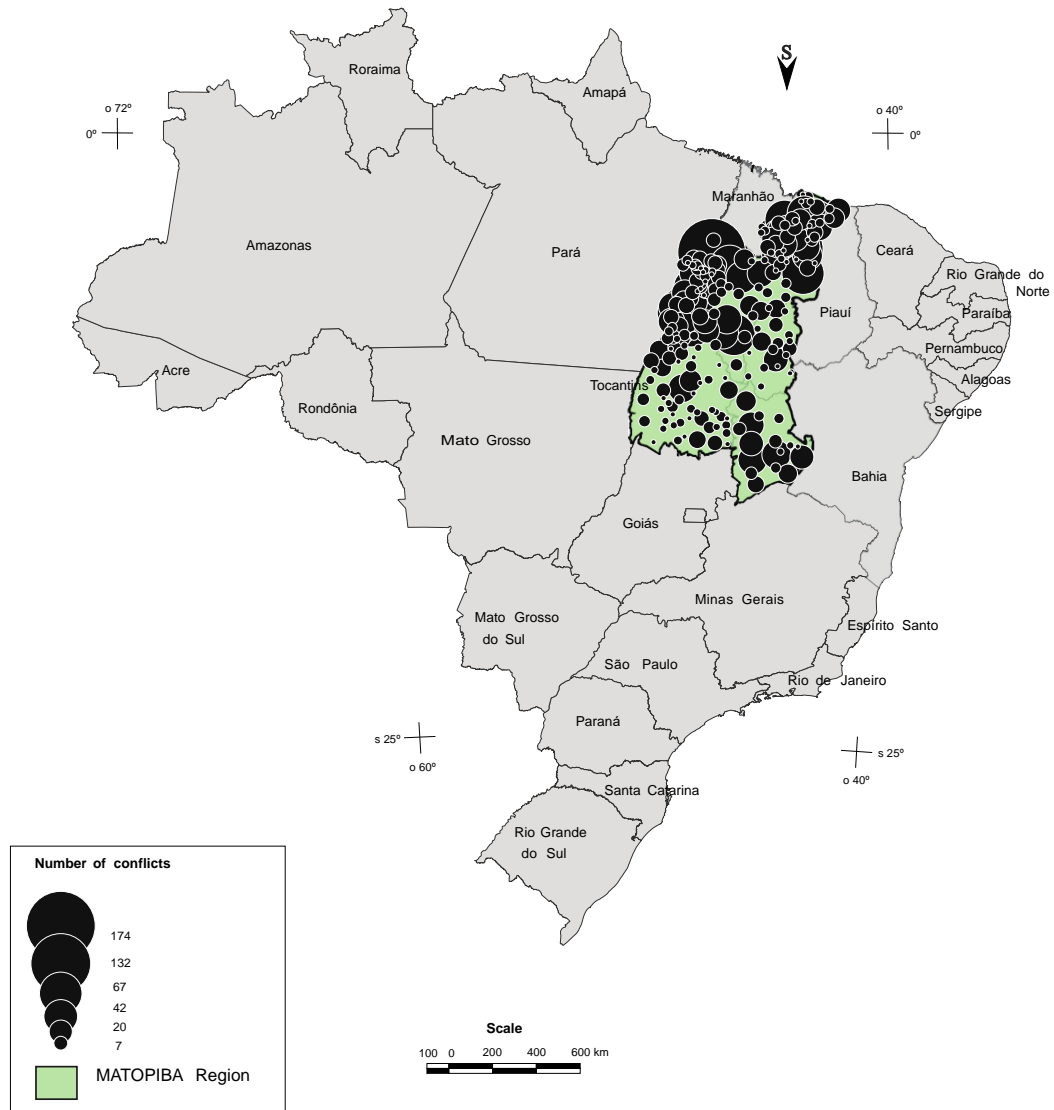 S
Roraima
Amapá
o 72º
0º
o 40º
0º
Maranhão
Amazonas
Pará
Ceará
Rio Grande do
Norte
Piauí
Paraíba
Pernambuco
Acre
Tocantins
Alagoas
Rondônia
Sergipe
Mato Grosso
Bahia
Goiás
Minas Gerais
Mato Grosso
do Sul
Espírito Santo
São Paulo
Rio de Janeiro
Paraná
s 25º
o 60º
s 25º
o 40º
Santa Catarina
Rio Grande
do Sul
Number of conflicts
174
132
67
42
20
7
MATOPIBA Region
Scale
100 0 200 400 600 km